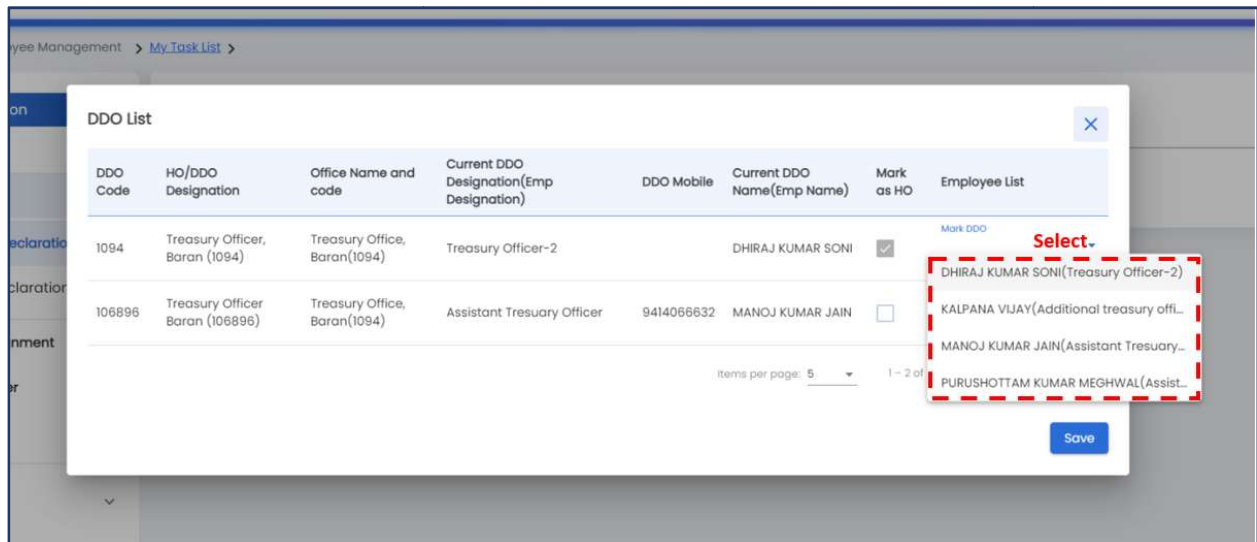 yee Management > My Task List >
on
DDO List
DDO Code
HO/DDO Designation
Office Name and code
Current DDO Designation(Emp Designation)
DDO Mobile
Current DDO Name(Emp Name)
Mark as HO
Employee List
eclaratio
1094
Treasury Officer, Baran (1094)
Treasury Office, Baran(1094)
Treasury Officer-2
DHIRAJ KUMAR SONI
Mark DDO
Select
DHIRAJ KUMAR SONI(Treasury Officer-2)
KALPANA VIJAY(Additional treasury offi...
MANOJ KUMAR JAIN(Assistant Tresuary...
PURUSHOTTAM KUMAR MEGHWAL(Assist...
claration
106896
Treasury Officer Baran (106896)
Treasury Office, Baran(1094)
Assistant Tresuary Officer
9414066632
MANOJ KUMAR JAIN
nment
er
Items per page: 5
1 – 2 of
Save